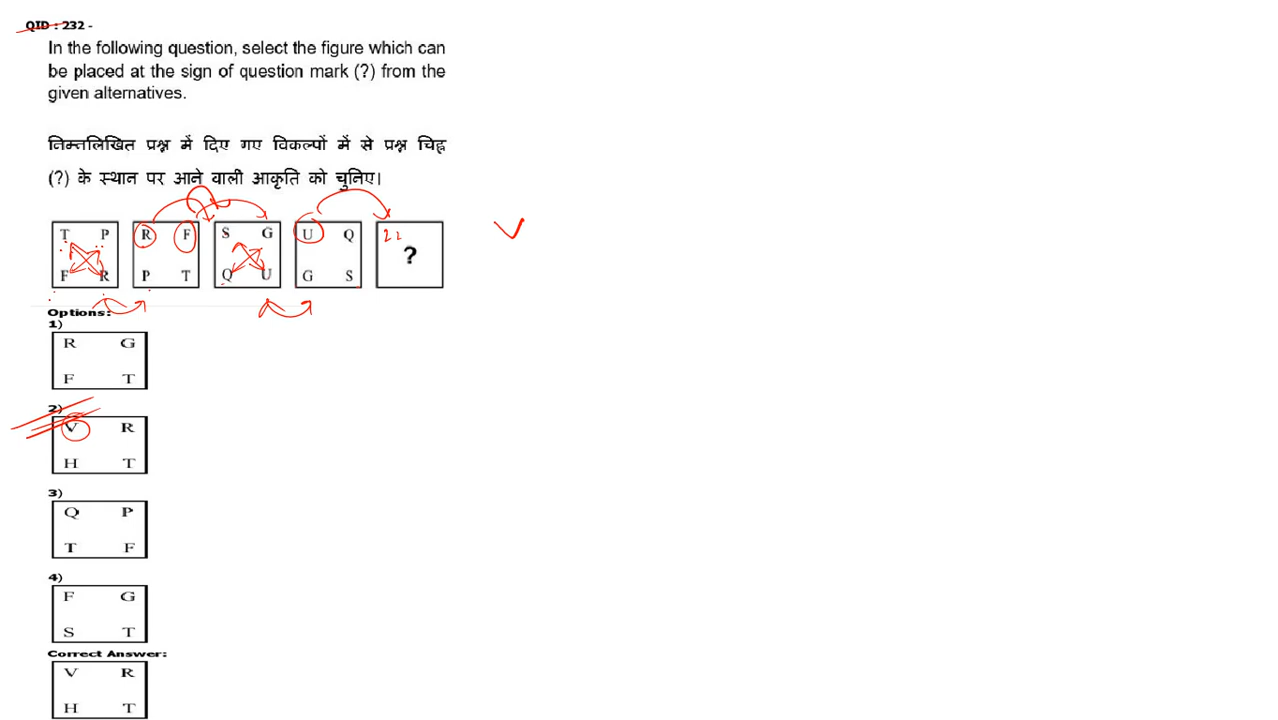 QID : 232 -
In the following question, select the figure which can
be placed at the sign of question mark (?) from the
given alternatives.
निम्नलिखित प्रश्न में दिए गए विकल्पों में से प्रश्न चिह्न
(?) के स्थान पर आने वाली आकृति को चुनिए।
T P R F S G U Q
?
F R P T Q U G S
Options:
1)
R G
F T
2)
V R
H T
3)
Q P
T F
4)
F G
S T
Correct Answer:
V R
H T
V
22